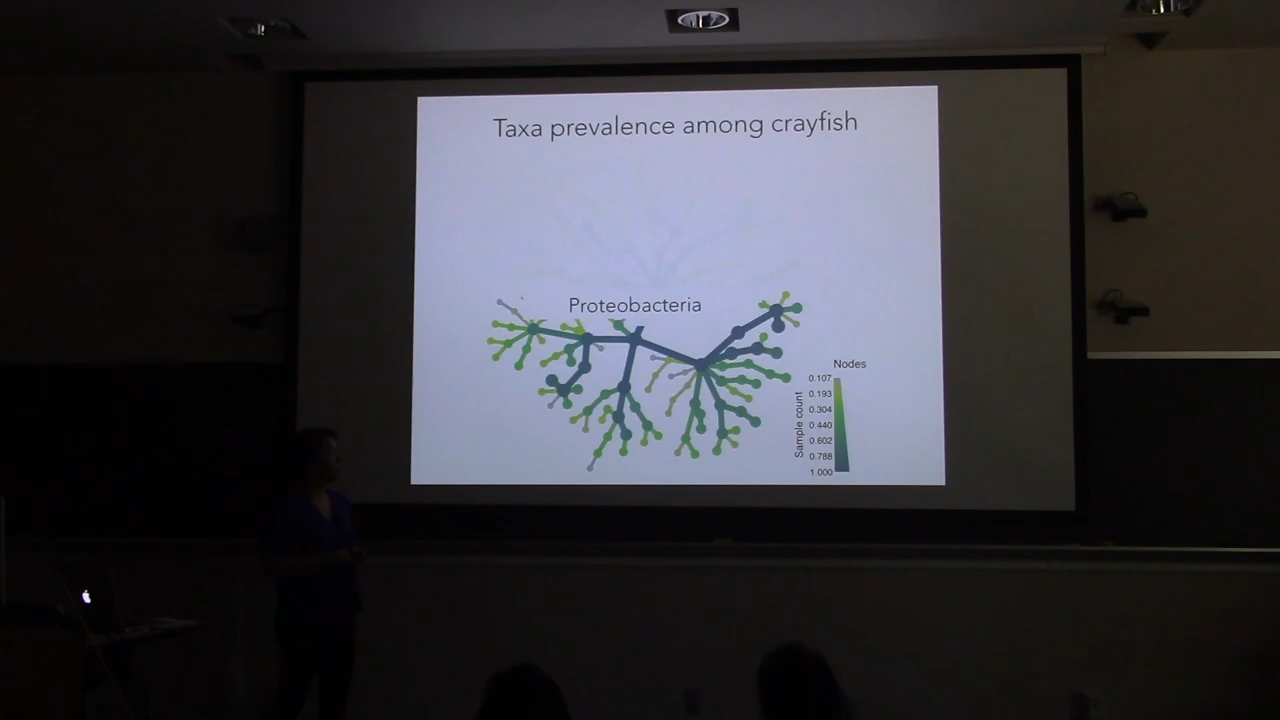 Taxa prevalence among crayfish
Proteobacteria
Nodes
Sample count
0.107
0.193
0.304
0.440
0.602
0.788
1.000